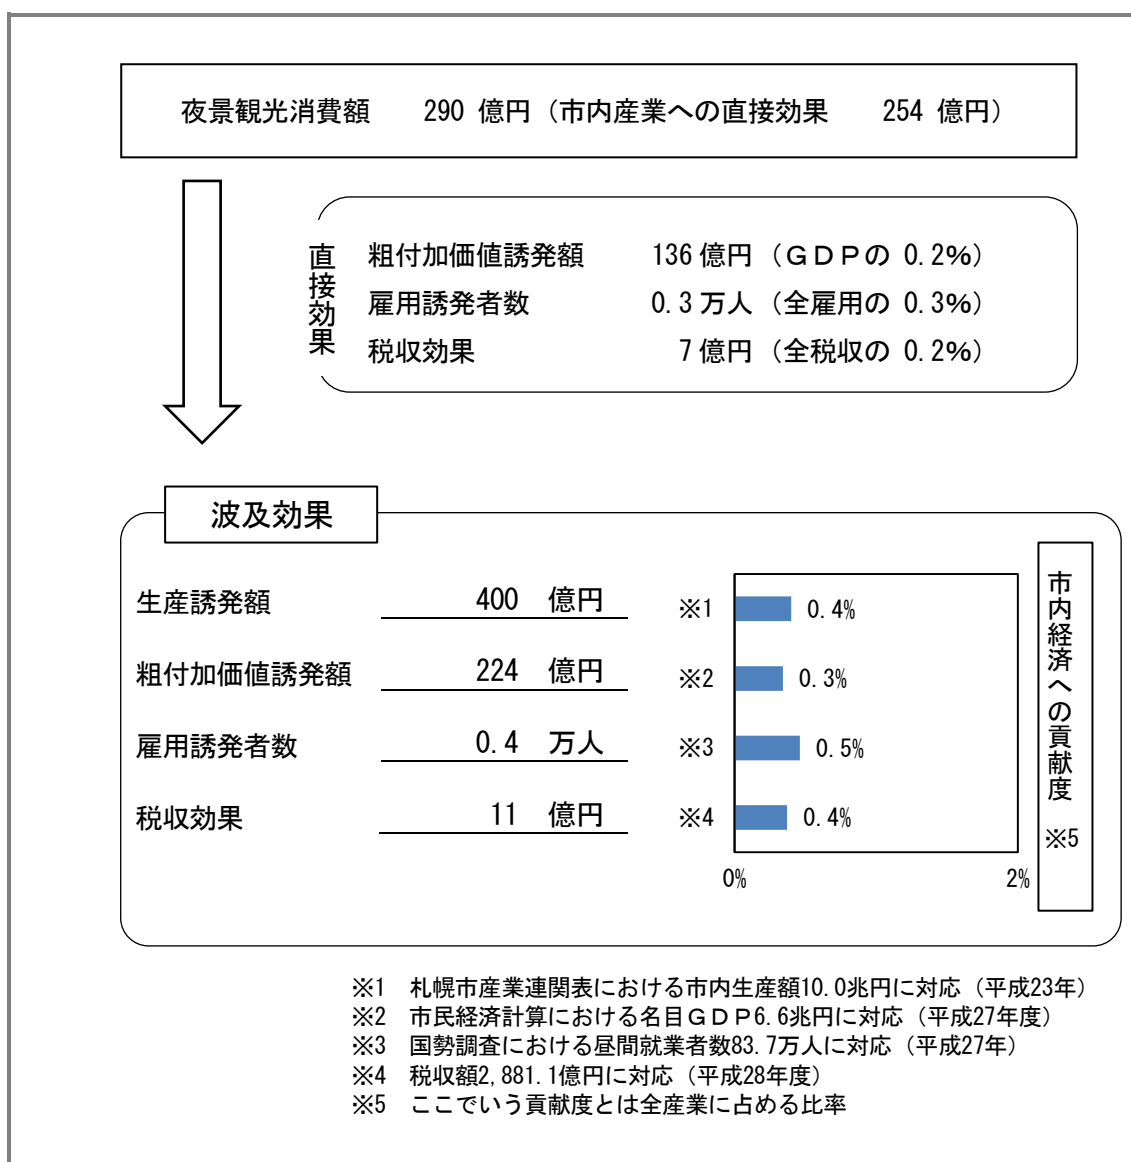 夜景観光消費額 290 億円（市内産業への直接効果 254 億円）
直接効果
粗付加価値誘発額 136 億円（ＧＤＰの 0.2%）
雇用誘発者数 0.3 万人（全雇用の 0.3%）
税収効果 7 億円（全税収の 0.2%）
波及効果
生産誘発額 400 億円 ※1 0.4%
粗付加価値誘発額 224 億円 ※2 0.3%
雇用誘発者数 0.4 万人 ※3 0.5%
税収効果 11 億円 ※4 0.4%
0% 2%
市内経済への貢献度 ※5
※1 札幌市産業連関表における市内生産額10.0兆円に対応（平成23年）
※2 市民経済計算における名目ＧＤＰ6.6兆円に対応（平成27年度）
※3 国勢調査における昼間就業者数83.7万人に対応（平成27年）
※4 税収額2,881.1億円に対応（平成28年度）
※5 ここでいう貢献度とは全産業に占める比率